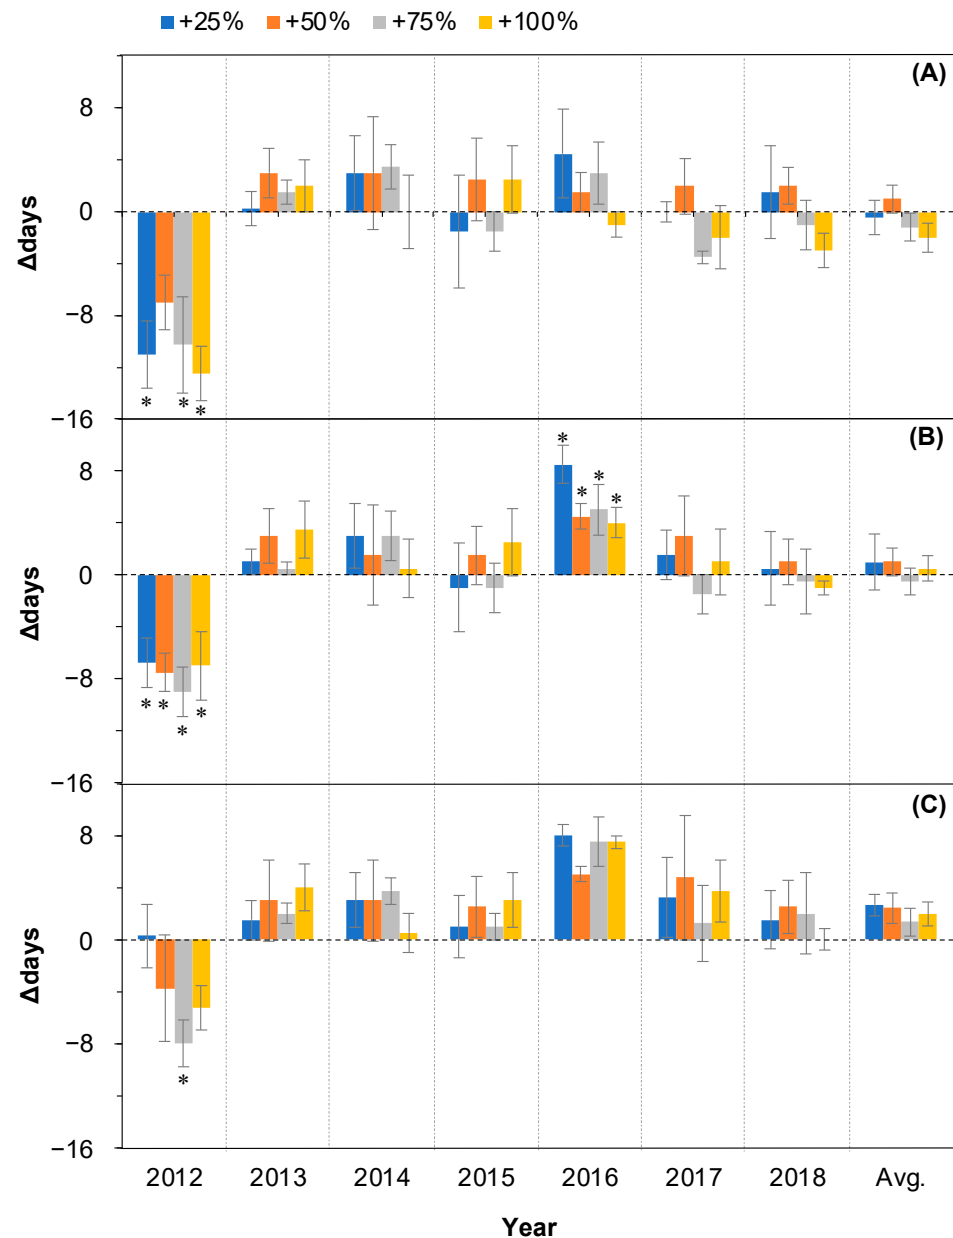 +25% +50% +75% +100%
(A)
8
0
−8
−16
Δdays
* * *
(B)
8
0
−8
−16
Δdays
* * * *
* * * *
(C)
8
0
−8
−16
Δdays
*
2012 2013 2014 2015 2016 2017 2018 Avg.
Year